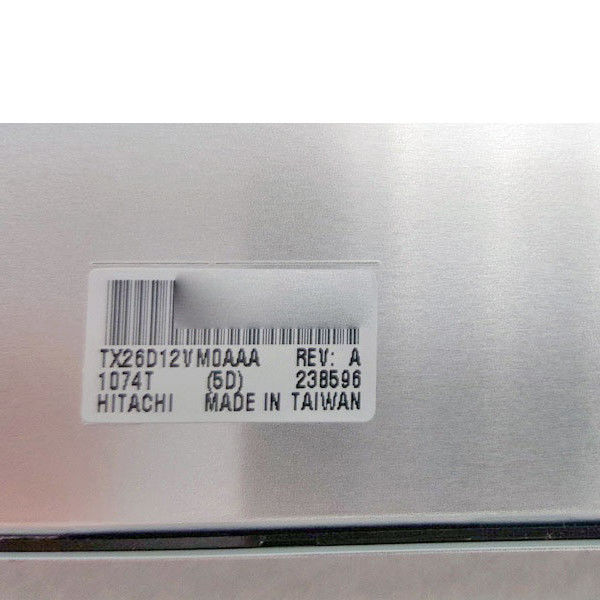 TX26D12VM0AAA REV: A
1074T (5D) 238596
HITACHI MADE IN TAIWAN